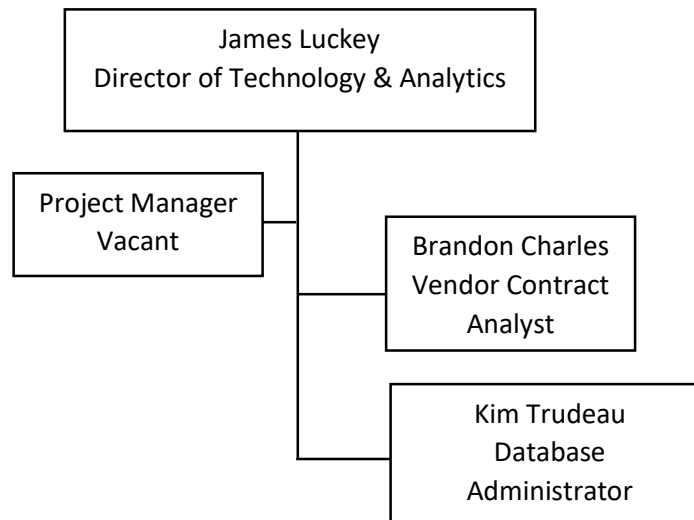 James Luckey
Director of Technology & Analytics
Project Manager
Vacant
Brandon Charles
Vendor Contract
Analyst
Kim Trudeau
Database
Administrator